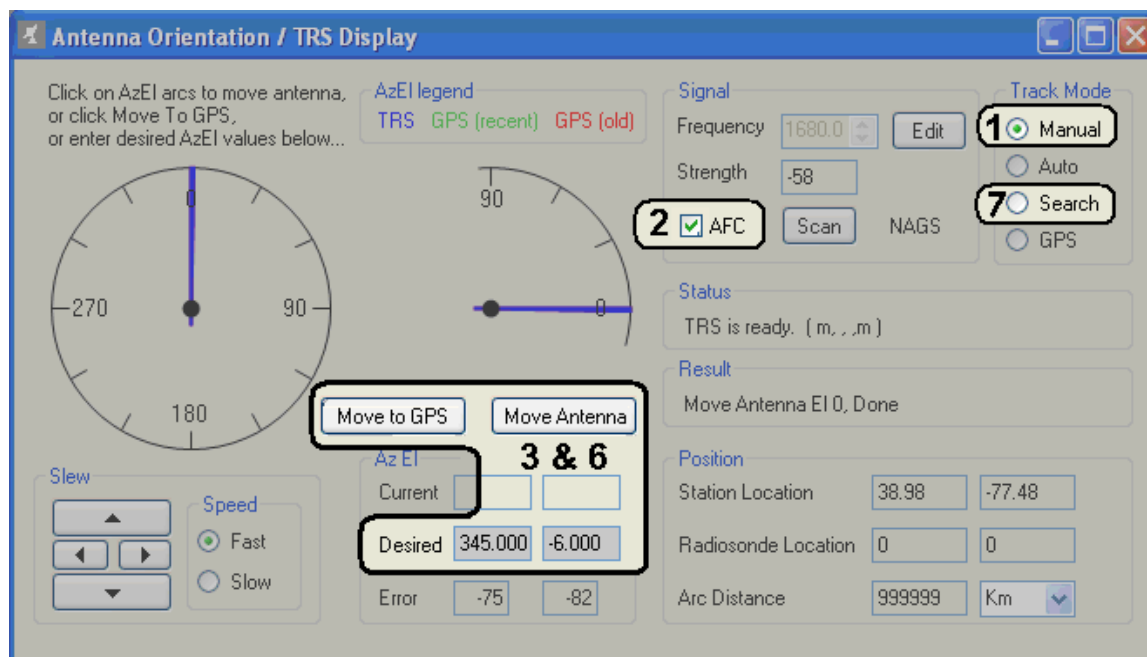 Antenna Orientation / TRS Display
Click on AzEl arcs to move antenna,
or click Move To GPS,
or enter desired AzEl values below...
AzEl legend
TRS GPS (recent) GPS (old)
0
90
180
-270
90
0
Signal
Frequency 1680.0 Edit
Strength -58
2 AFC Scan NAGS
Track Mode
1 Manual
Auto
7 Search
GPS
Status
TRS is ready. ( m, , ,m )
Result
Move Antenna El 0, Done
Move to GPS Move Antenna
3 & 6
Az El
Current
Desired 345.000 -6.000
Error -75 -82
Slew
Speed
Fast
Slow
Position
Station Location 38.98 -77.48
Radiosonde Location 0 0
Arc Distance 999999 Km